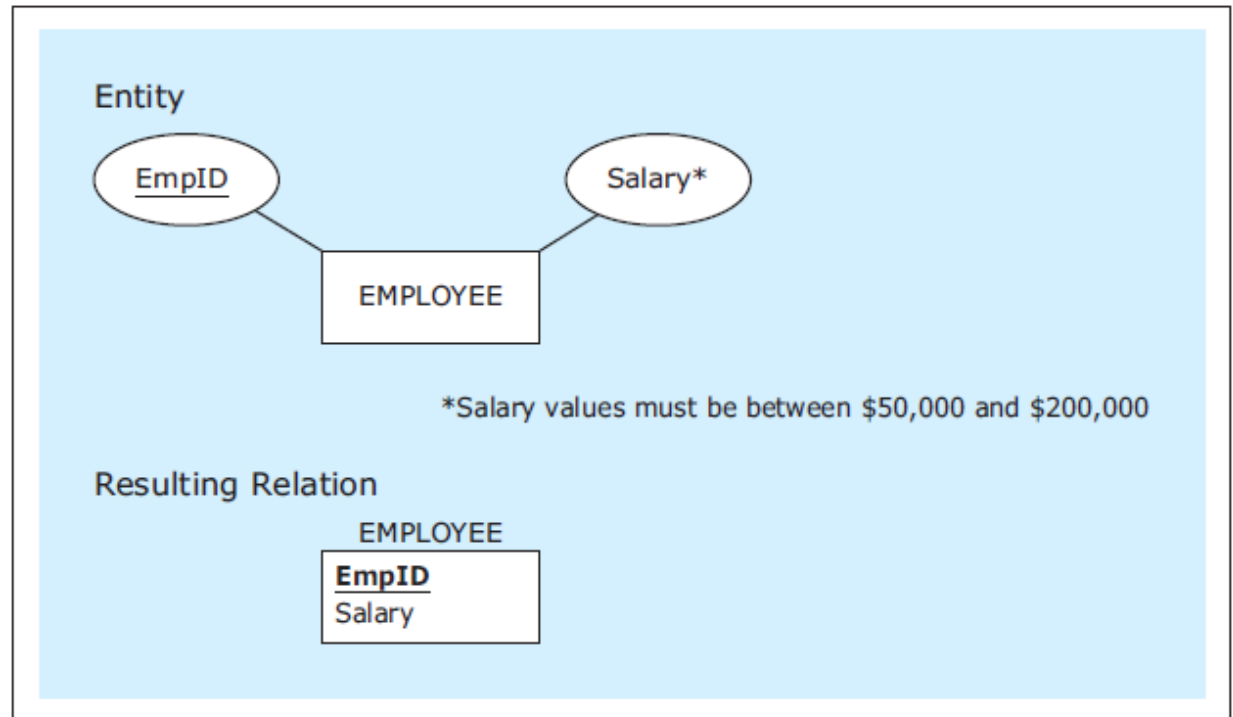 Entity
EmpID
Salary*
EMPLOYEE
*Salary values must be between $50,000 and $200,000
Resulting Relation
EMPLOYEE
EmpID
Salary